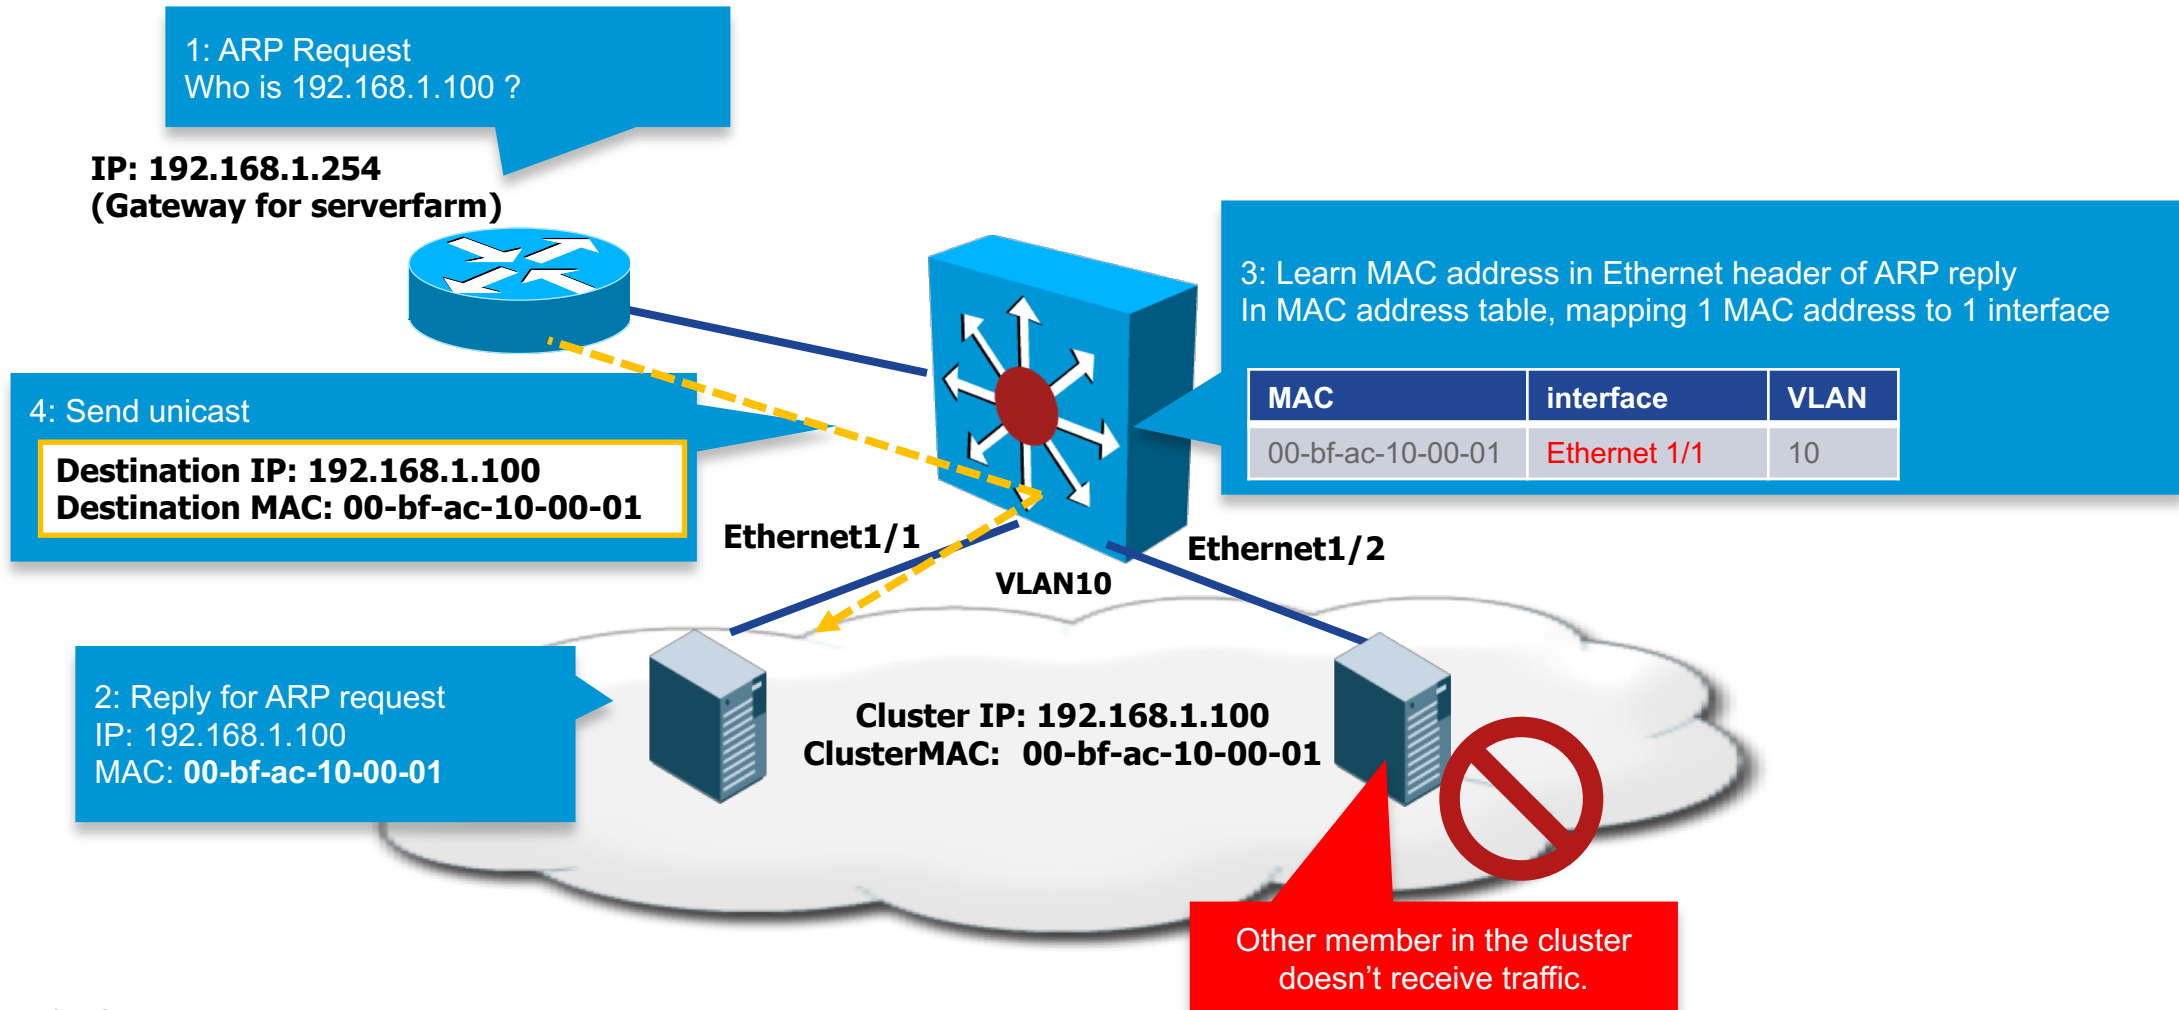 1: ARP Request
Who is 192.168.1.100 ?
IP: 192.168.1.254
(Gateway for serverfarm)
3: Learn MAC address in Ethernet header of ARP reply
In MAC address table, mapping 1 MAC address to 1 interface
MAC interface VLAN
00-bf-ac-10-00-01 Ethernet 1/1 10
4: Send unicast
Destination IP: 192.168.1.100
Destination MAC: 00-bf-ac-10-00-01
Ethernet1/1
Ethernet1/2
VLAN10
2: Reply for ARP request
IP: 192.168.1.100
MAC: 00-bf-ac-10-00-01
Cluster IP: 192.168.1.100
ClusterMAC: 00-bf-ac-10-00-01
Other member in the cluster
doesn't receive traffic.